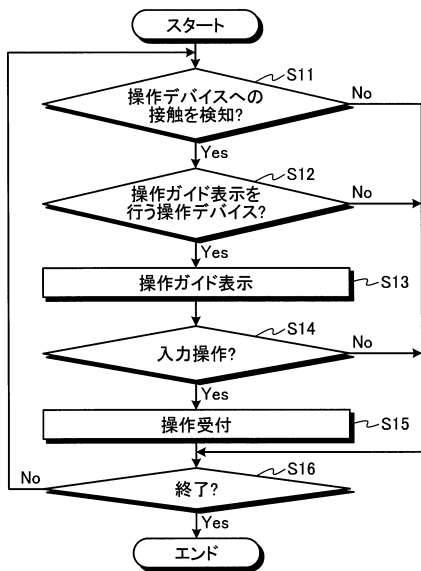 スタート
S11
操作デバイスへの
接触を検知?
No
Yes
S12
操作ガイド表示を
行う操作デバイス?
No
Yes
操作ガイド表示
S13
S14
入力操作?
No
Yes
操作受付
S15
S16
終了?
No
Yes
エンド